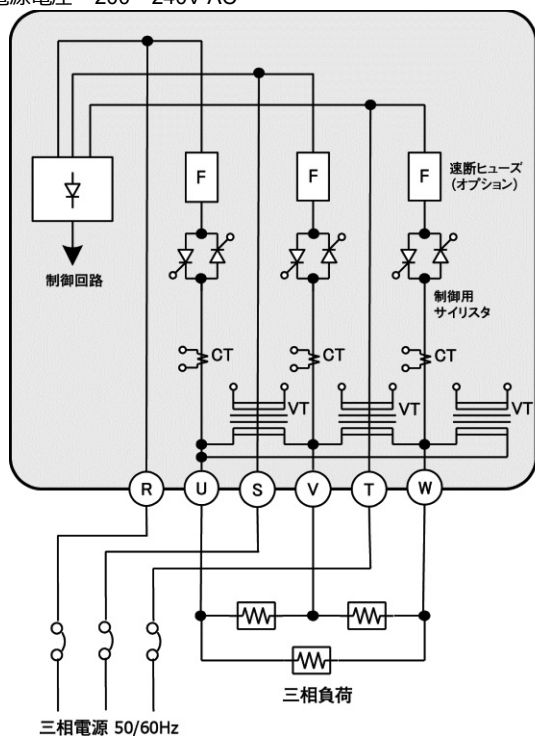 電源電圧 200~240V AC
F
F
F
速断ヒューズ
(オプション)
制御回路
制御用
サイリスタ
CT
CT
CT
VT
VT
VT
R
U
S
V
T
W
三相負荷
三相電源 50/60Hz